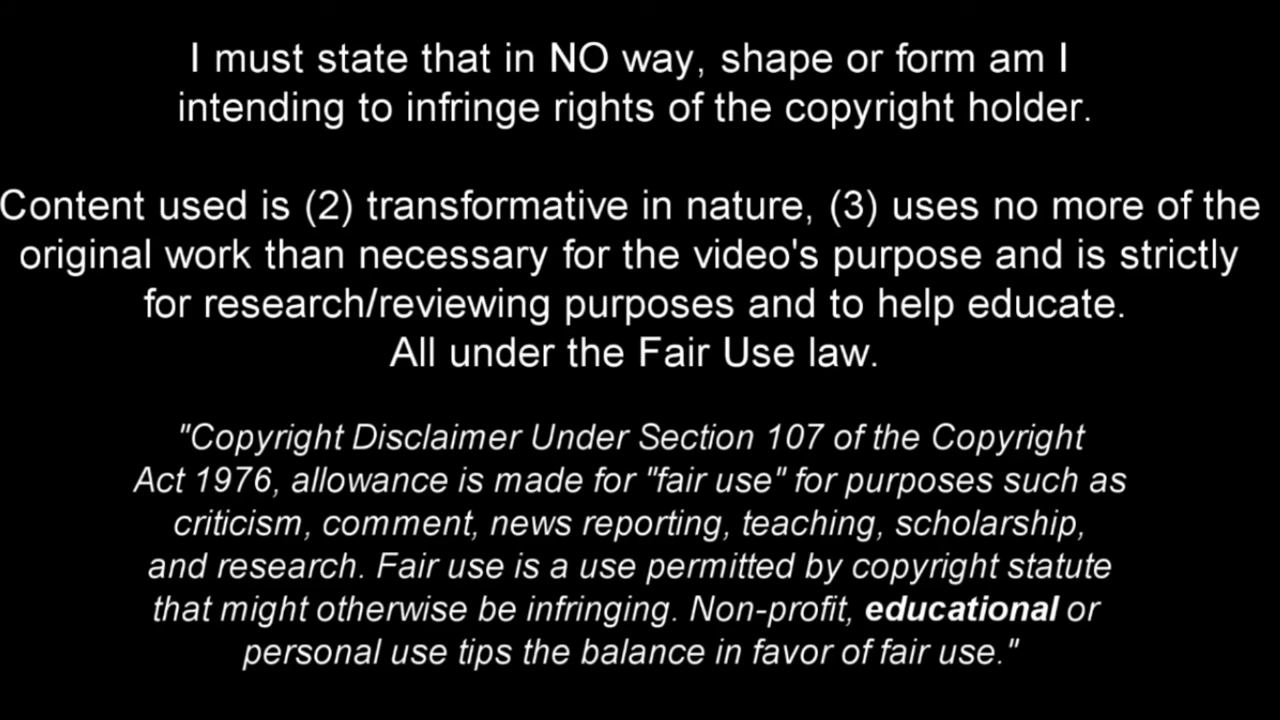 I must state that in NO way, shape or form am I
intending to infringe rights of the copyright holder.
Content used is (2) transformative in nature, (3) uses no more of the
original work than necessary for the video's purpose and is strictly
for research/reviewing purposes and to help educate.
All under the Fair Use law.
"Copyright Disclaimer Under Section 107 of the Copyright
Act 1976, allowance is made for "fair use" for purposes such as
criticism, comment, news reporting, teaching, scholarship,
and research. Fair use is a use permitted by copyright statute
that might otherwise be infringing. Non-profit, educational or
personal use tips the balance in favor of fair use."